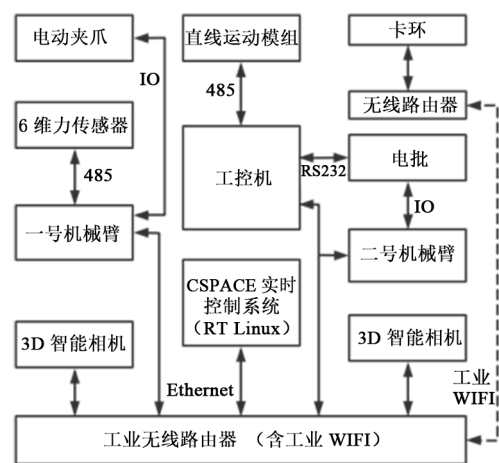 电动夹爪
直线运动模组
卡环
IO
485
无线路由器
6维力传感器
工控机
RS232
电批
485
IO
一号机械臂
二号机械臂
CSPACE 实时
控制系统
（RT Linux）
3D 智能相机
3D 智能相机
Ethernet
工业
WIFI
工业无线路由器 （含工业 WIFI）